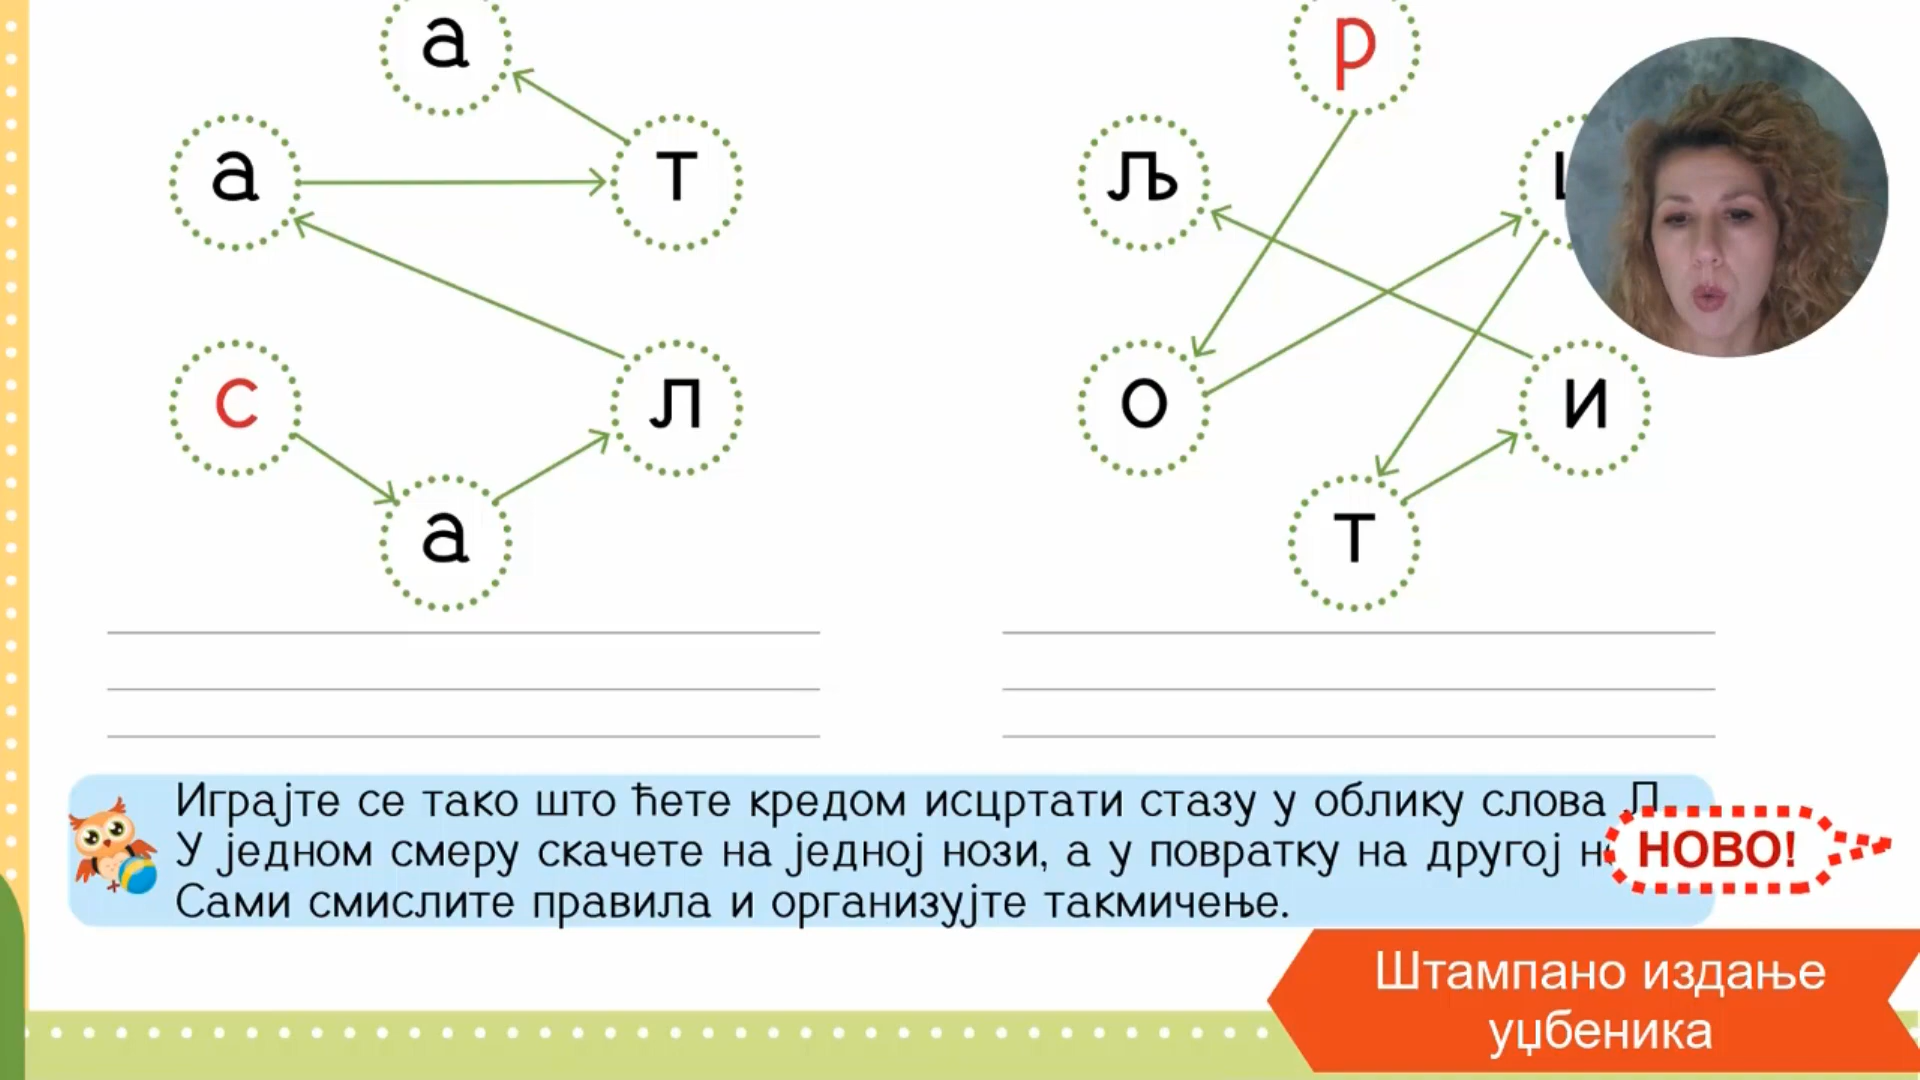 а
р
а
т
љ
с
л
о
и
а
т
Играјте се тако што ћете кредом исцртати стазу у облику слова Л.
У једном смеру скачете на једној нози, а у повратку на другој
НОВО!
Сами смислите правила и организујте такмичење.
Штампано издање
уџбеника